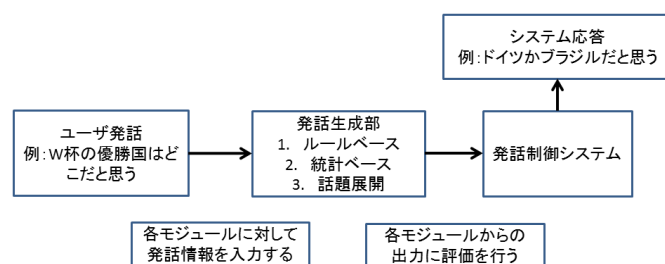 システム応答
例:ドイツかブラジルだと思う
ユーザ発話
例:W杯の優勝国はど
こだと思う
発話生成部
1. ルールベース
2. 統計ベース
3. 話題展開
発話制御システム
各モジュールに対して
発話情報を入力する
各モジュールからの
出力に評価を行う